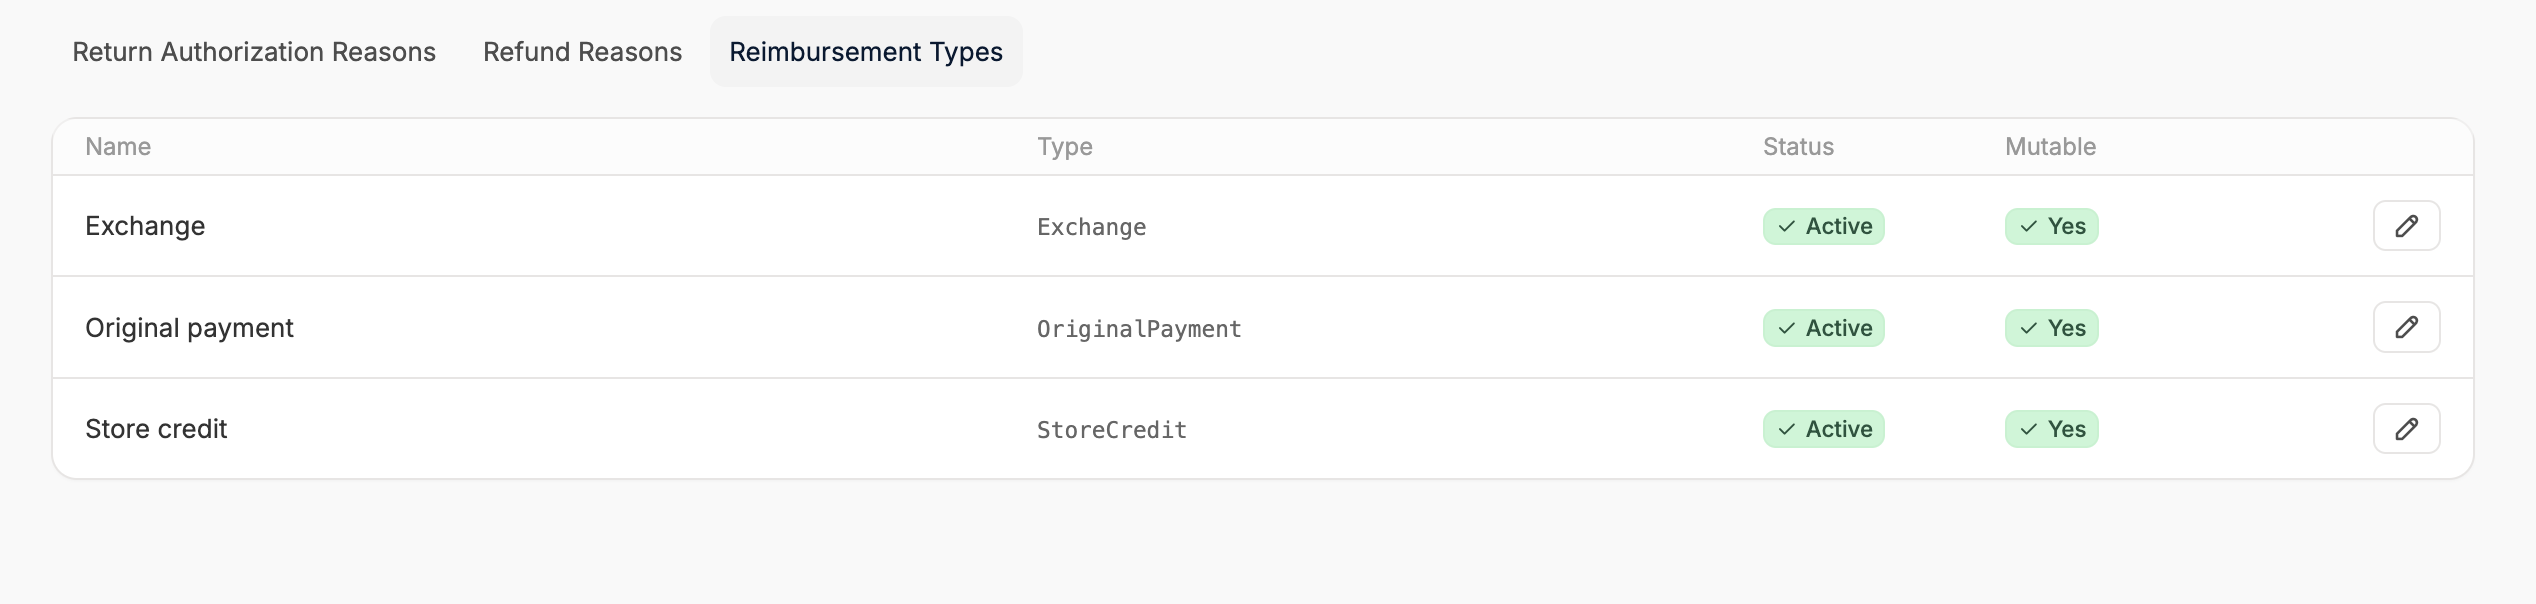 Return Authorization Reasons Refund Reasons Reimbursement Types
Name Type Status Mutable
Exchange Exchange Active Yes
Original payment OriginalPayment Active Yes
Store credit StoreCredit Active Yes